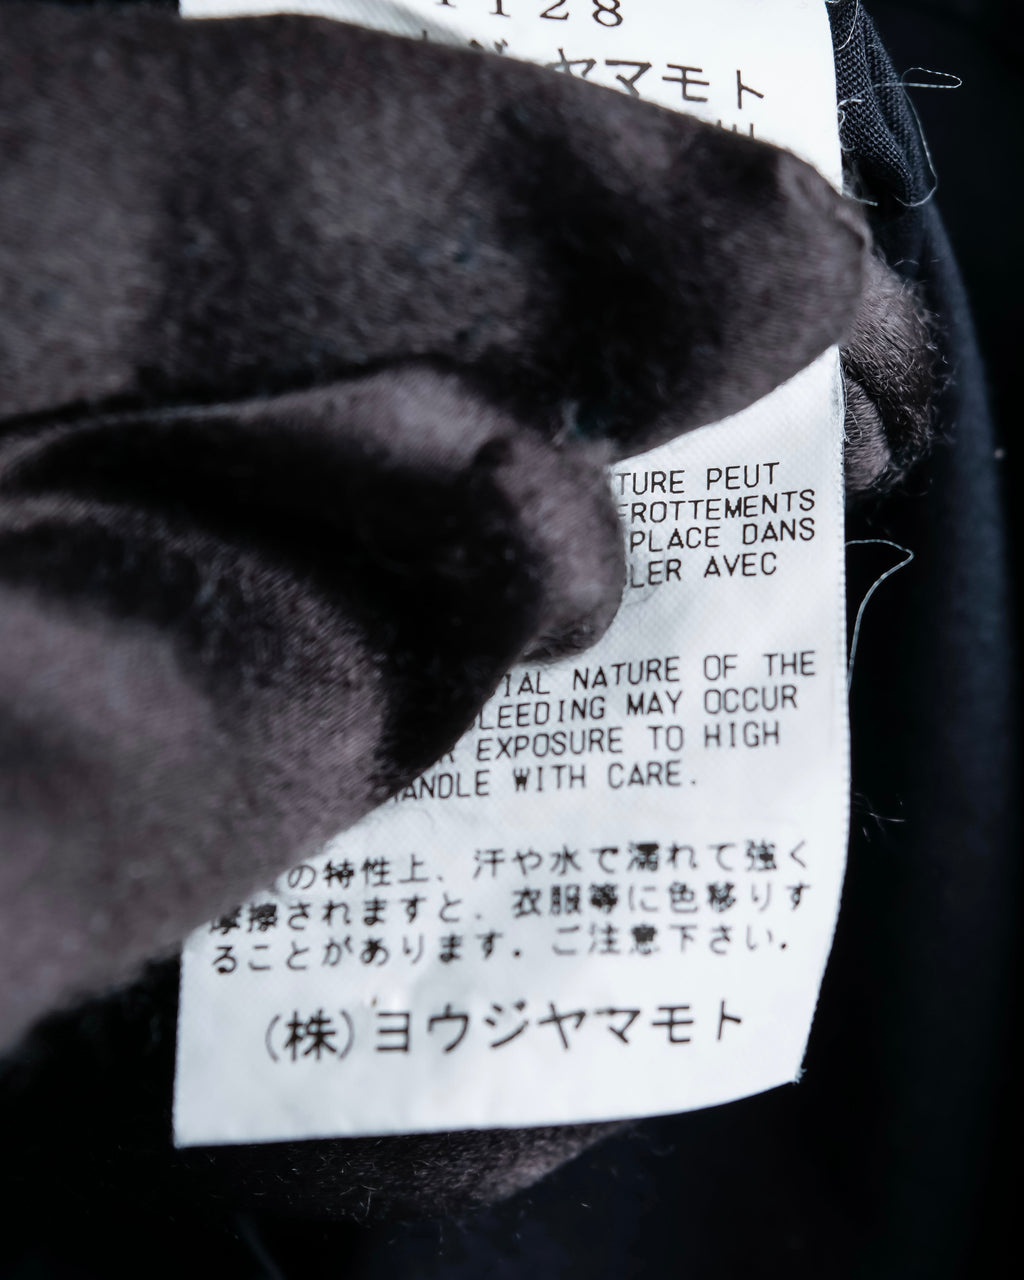 1128
ヤマモト
TURE PEUT
FROTTEMENTS
PLACE DANS
LER AVEC
IAL NATURE OF THE
LEEDING MAY OCCUR
R EXPOSURE TO HIGH
ANDLE WITH CARE.
の特性上、汗や水で濡れて強く
摩擦されますと、衣服等に色移りす
ることがあります。ご注意下さい。
(株)ヨウジヤマモト